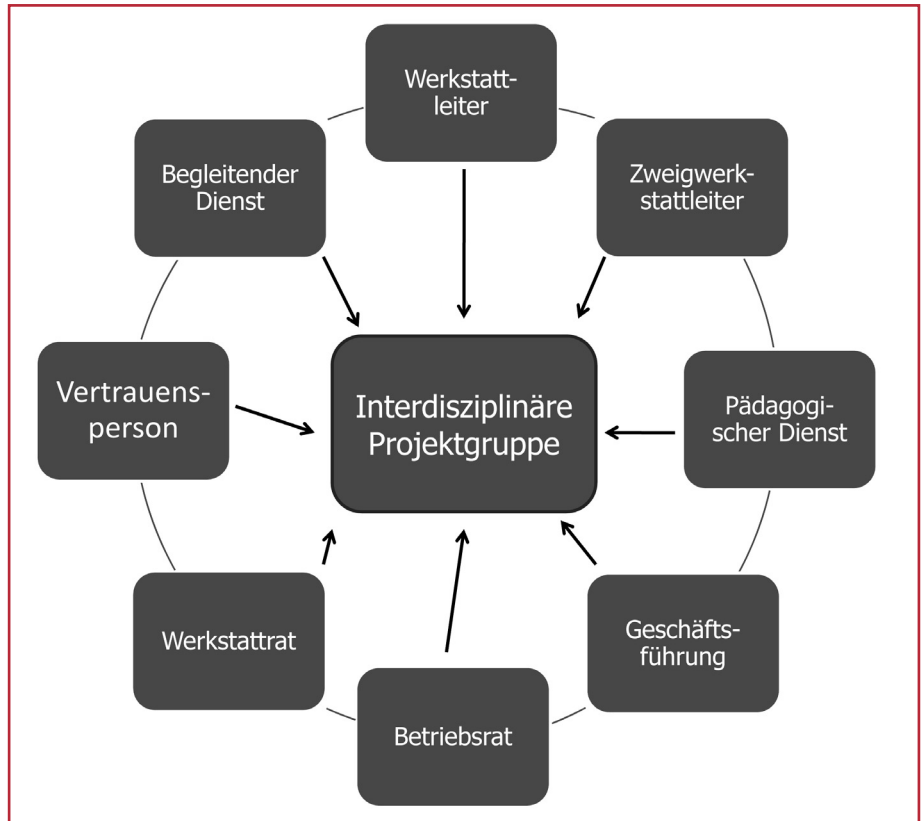 Werkstatt-
leiter
Zweigwerk-
stattleiter
Pädagogi-
scher Dienst
Geschäfts-
führung
Betriebsrat
Werkstattrat
Vertrauens-
person
Begleitender
Dienst
Interdisziplinäre
Projektgruppe